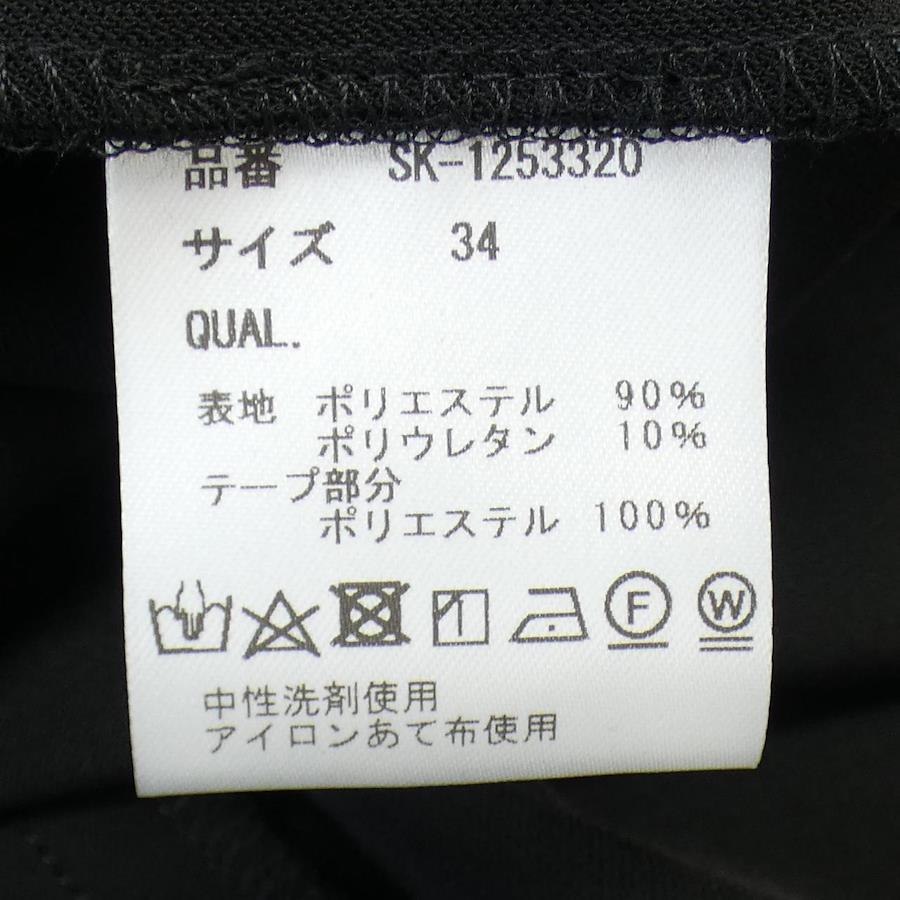 品番 SK-1253320
サイズ 34
QUAL.
表地 ポリエステル 90%
ポリウレタン 10%
テープ部分
ポリエステル 100%
F W
中性洗剤使用
アイロンあて布使用